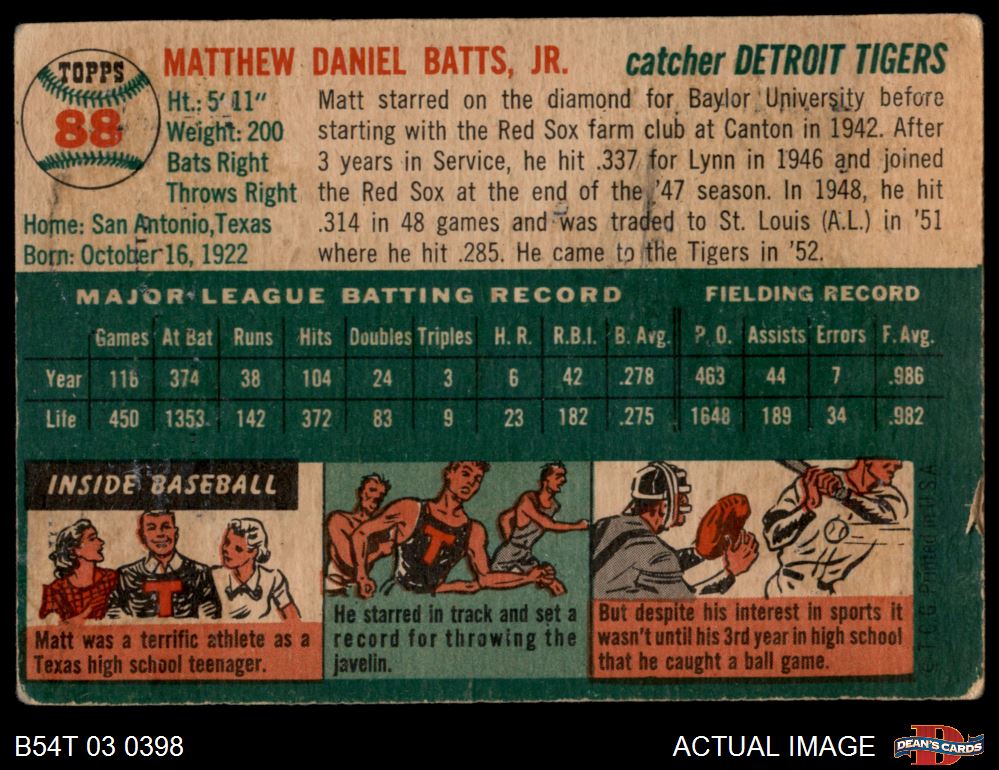 TOPPS
88
MATTHEW DANIEL BATTS, JR.
catcher DETROIT TIGERS
Ht.: 5' 11"
Weight: 200
Bats Right
Throws Right
Home: San Antonio, Texas
Born: October 16, 1922
Matt starred on the diamond for Baylor University before
starting with the Red Sox farm club at Canton in 1942. After
3 years in Service, he hit .337 for Lynn in 1946 and joined
the Red Sox at the end of the '47 season. In 1948, he hit
.314 in 48 games and was traded to St. Louis (A.L.) in '51
where he hit .285. He came to the Tigers in '52.
MAJOR LEAGUE BATTING RECORD FIELDING RECORD
Games At Bat Runs Hits Doubles Triples H. R. R.B.I. B. Avg. P. O. Assists Errors F. Avg.
Year 116 374 38 104 24 3 6 42 .278 463 44 7 .986
Life 450 1353 142 372 83 9 23 182 .275 1648 189 34 .982
INSIDE BASEBALL
T
Matt was a terrific athlete as a
Texas high school teenager.
T
He starred in track and set a
record for throwing the
javelin.
But despite his interest in sports it
wasn't until his 3rd year in high school
that he caught a ball game.
© T. C. G. Printed in U.S.A.
B54T 03 0398
ACTUAL IMAGE
D
DEAN'S CARDS